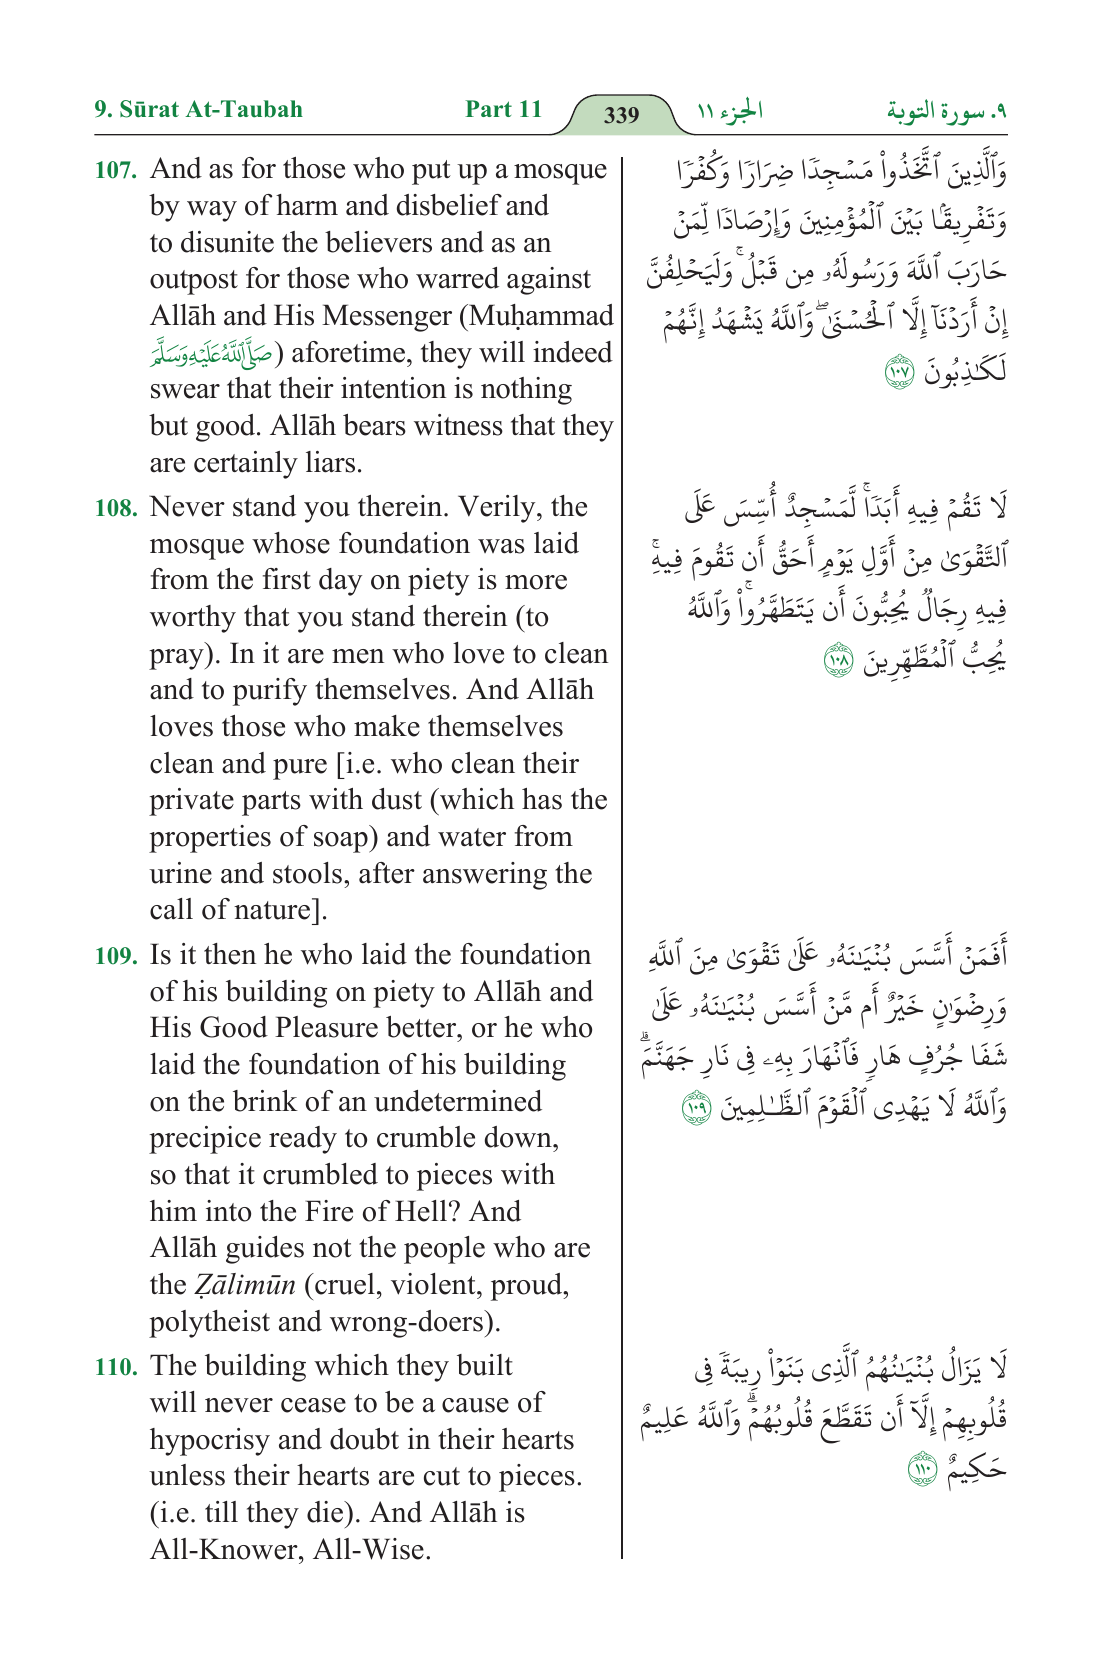 9. Sūrat At-Taubah
Part 11
339
الجزء ١١
٩. سورة التوبة
107. And as for those who put up a mosque
by way of harm and disbelief and
to disunite the believers and as an
outpost for those who warred against
Allāh and His Messenger (Muḥammad
صَلَّى اللَّهُ عَلَيْهِ وَسَلَّمَ) aforetime, they will indeed
swear that their intention is nothing
but good. Allāh bears witness that they
are certainly liars.
وَٱلَّذِينَ ٱتَّخَذُوا۟ مَسْجِدًا ضِرَارًا وَكُفْرًا
وَتَفْرِيقًۢا بَيْنَ ٱلْمُؤْمِنِينَ وَإِرْصَادًا لِّمَنْ
حَارَبَ ٱللَّهَ وَرَسُولَهُۥ مِن قَبْلُ ۚ وَلَيَحْلِفُنَّ
إِنْ أَرَدْنَآ إِلَّا ٱلْحُسْنَىٰ ۖ وَٱللَّهُ يَشْهَدُ إِنَّهُمْ
لَكَـٰذِبُونَ ١٠٧
108. Never stand you therein. Verily, the
mosque whose foundation was laid
from the first day on piety is more
worthy that you stand therein (to
pray). In it are men who love to clean
and to purify themselves. And Allāh
loves those who make themselves
clean and pure [i.e. who clean their
private parts with dust (which has the
properties of soap) and water from
urine and stools, after answering the
call of nature].
لَا تَقُمْ فِيهِ أَبَدًا ۚ لَّمَسْجِدٌ أُسِّسَ عَلَى
ٱلتَّقْوَىٰ مِنْ أَوَّلِ يَوْمٍ أَحَقُّ أَن تَقُومَ فِيهِ ۚ
فِيهِ رِجَالٌ يُحِبُّونَ أَن يَتَطَهَّرُوا۟ ۚ وَٱللَّهُ
يُحِبُّ ٱلْمُطَّهِّرِينَ ١٠٨
109. Is it then he who laid the foundation
of his building on piety to Allāh and
His Good Pleasure better, or he who
laid the foundation of his building
on the brink of an undetermined
precipice ready to crumble down,
so that it crumbled to pieces with
him into the Fire of Hell? And
Allāh guides not the people who are
the Ẓālimūn (cruel, violent, proud,
polytheist and wrong-doers).
أَفَمَنْ أَسَّسَ بُنْيَـٰنَهُۥ عَلَىٰ تَقْوَىٰ مِنَ ٱللَّهِ
وَرِضْوَٰنٍ خَيْرٌ أَم مَّنْ أَسَّسَ بُنْيَـٰنَهُۥ عَلَىٰ
شَفَا جُرُفٍ هَارٍ فَٱنْهَارَ بِهِۦ فِى نَارِ جَهَنَّمَ ۗ
وَٱللَّهُ لَا يَهْدِى ٱلْقَوْمَ ٱلظَّـٰلِمِينَ ١٠٩
110. The building which they built
will never cease to be a cause of
hypocrisy and doubt in their hearts
unless their hearts are cut to pieces.
(i.e. till they die). And Allāh is
All-Knower, All-Wise.
لَا يَزَالُ بُنْيَـٰنُهُمُ ٱلَّذِى بَنَوْا۟ رِيبَةً فِى
قُلُوبِهِمْ إِلَّآ أَن تَقَطَّعَ قُلُوبُهُمْ ۗ وَٱللَّهُ عَلِيمٌ
حَكِيمٌ ١١٠